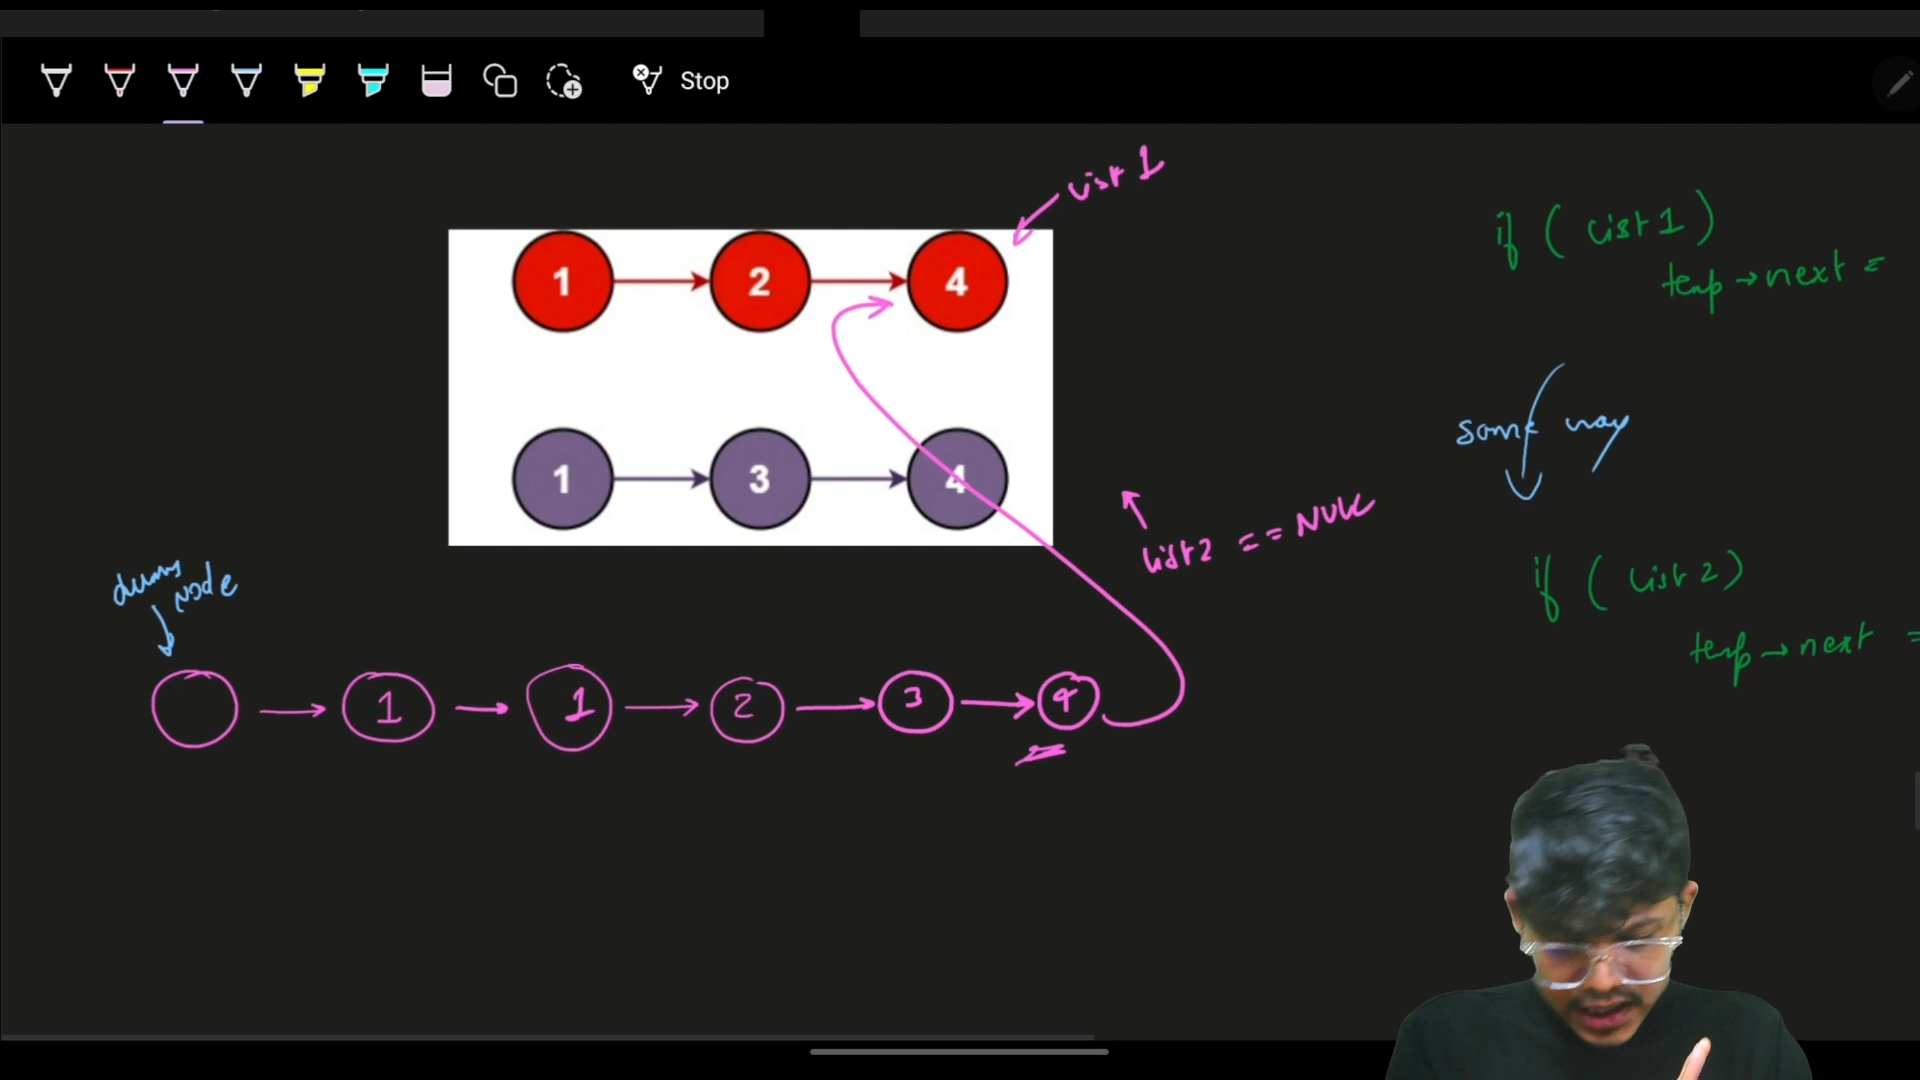 Stop
list 1
if ( list 1 )
temp → next =
1 2 4
some way
1 3 4
list2 == NULL
if ( list 2 )
temp → next =
dummy
node
1 1 2 3 4